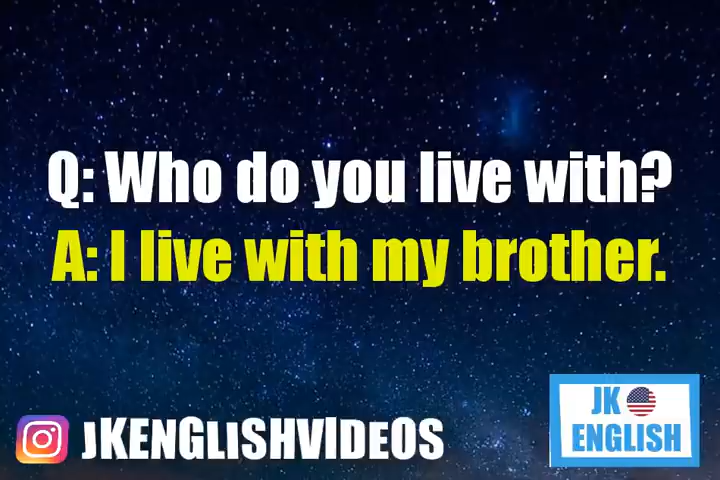 Q: Who do you live with?
A: I live with my brother.
JKENGLISHVIDEOS
JK
ENGLISH